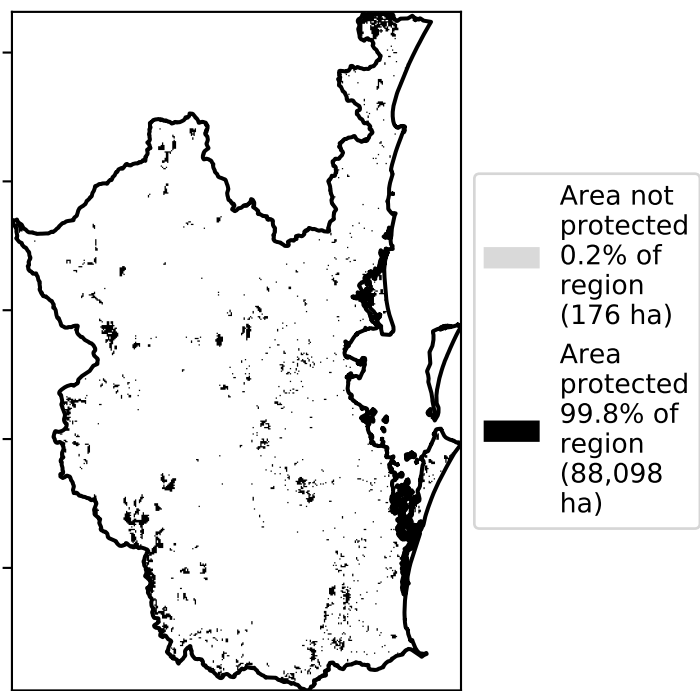 Area not
protected
0.2% of
region
(176 ha)
Area
protected
99.8% of
region
(88,098
ha)